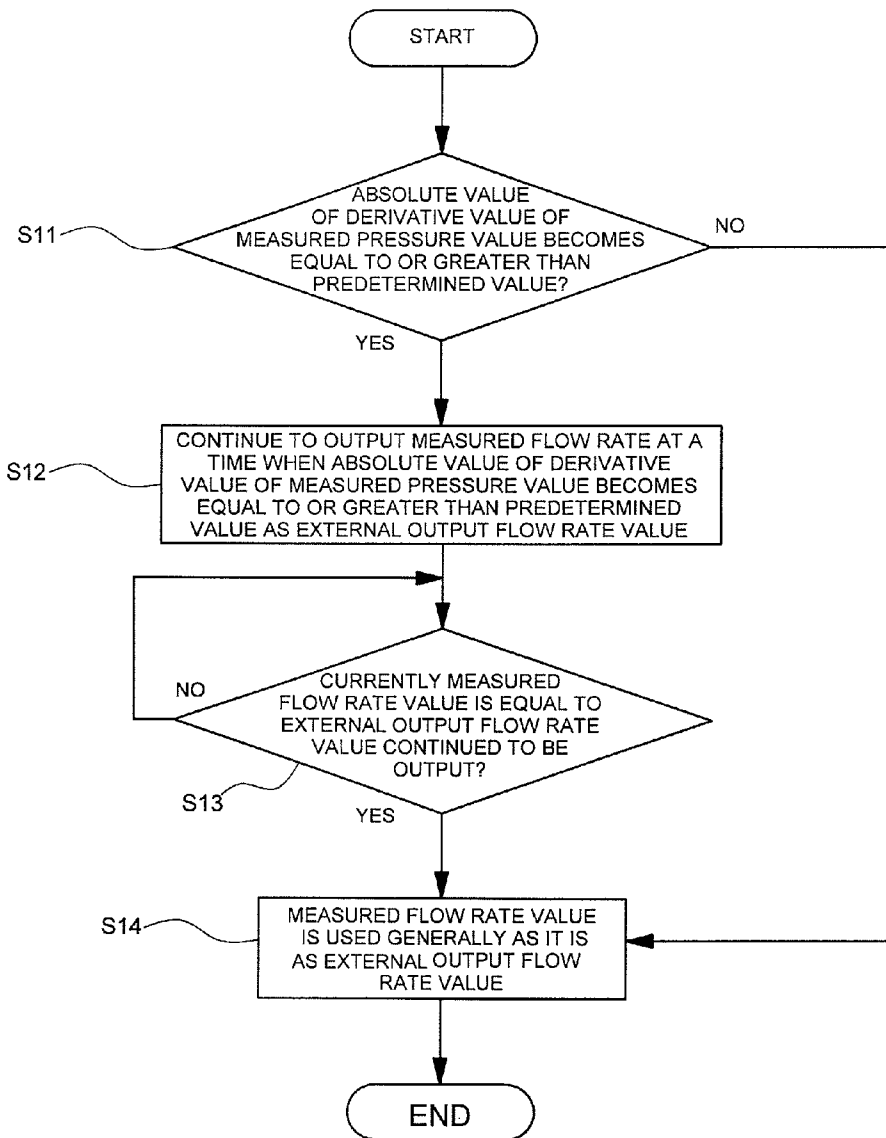 START
ABSOLUTE VALUE
OF DERIVATIVE VALUE OF
MEASURED PRESSURE VALUE BECOMES
EQUAL TO OR GREATER THAN
PREDETERMINED VALUE?
S11
NO
YES
CONTINUE TO OUTPUT MEASURED FLOW RATE AT A
TIME WHEN ABSOLUTE VALUE OF DERIVATIVE
VALUE OF MEASURED PRESSURE VALUE BECOMES
EQUAL TO OR GREATER THAN PREDETERMINED
VALUE AS EXTERNAL OUTPUT FLOW RATE VALUE
S12
NO
CURRENTLY MEASURED
FLOW RATE VALUE IS EQUAL TO
EXTERNAL OUTPUT FLOW RATE
VALUE CONTINUED TO BE
OUTPUT?
S13
YES
MEASURED FLOW RATE VALUE
IS USED GENERALLY AS IT IS
AS EXTERNAL OUTPUT FLOW
RATE VALUE
S14
END